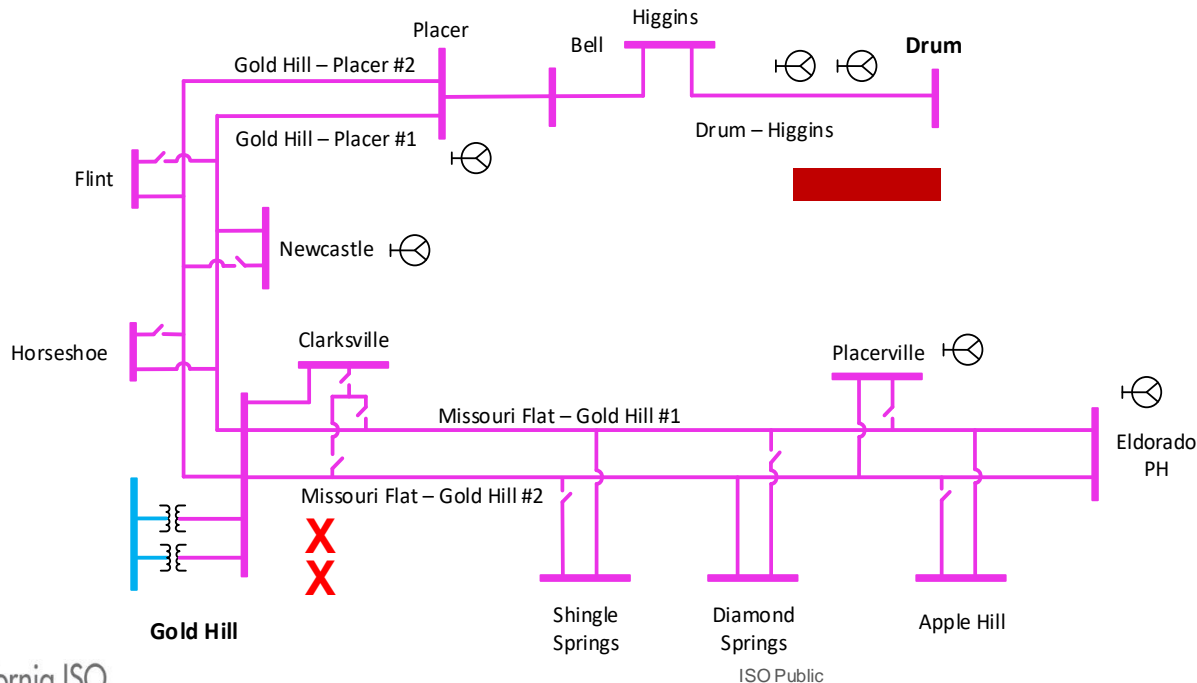 Higgins
Placer
Bell
Drum
Gold Hill – Placer #2
Gold Hill – Placer #1
Drum – Higgins
Flint
Newcastle
Clarksville
Horseshoe
Placerville
Missouri Flat – Gold Hill #1
Eldorado
PH
Missouri Flat – Gold Hill #2
X
X
Shingle
Springs
Diamond
Springs
Apple Hill
Gold Hill
ISO
ISO Public